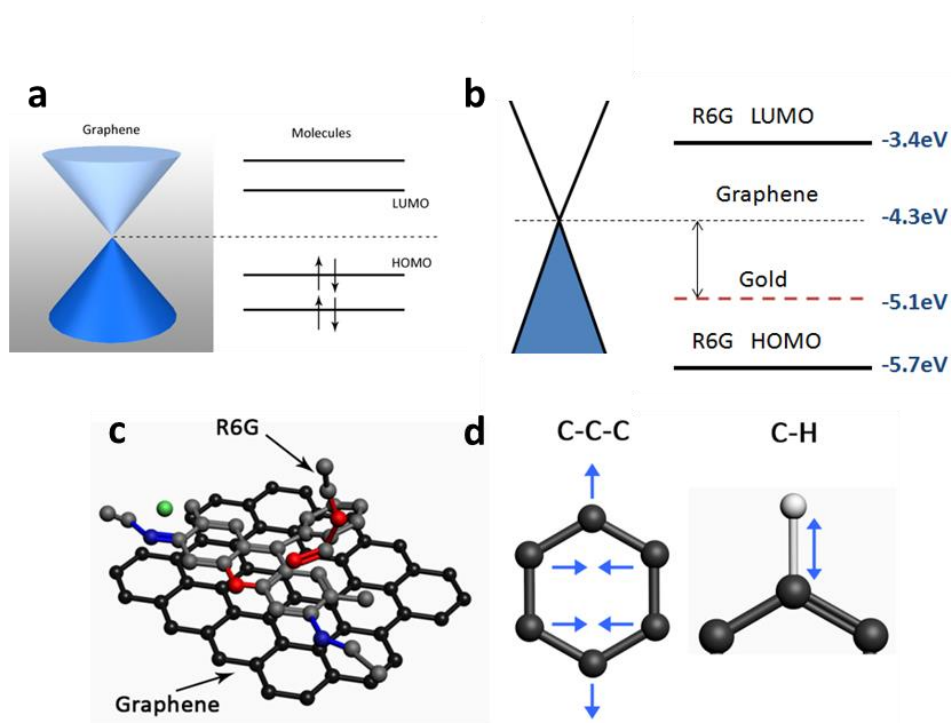 a
Graphene
Molecules
LUMO
HOMO
b
R6G LUMO
-3.4eV
Graphene
-4.3eV
Gold
-5.1eV
R6G HOMO
-5.7eV
c
R6G
Graphene
d
C-C-C
C-H